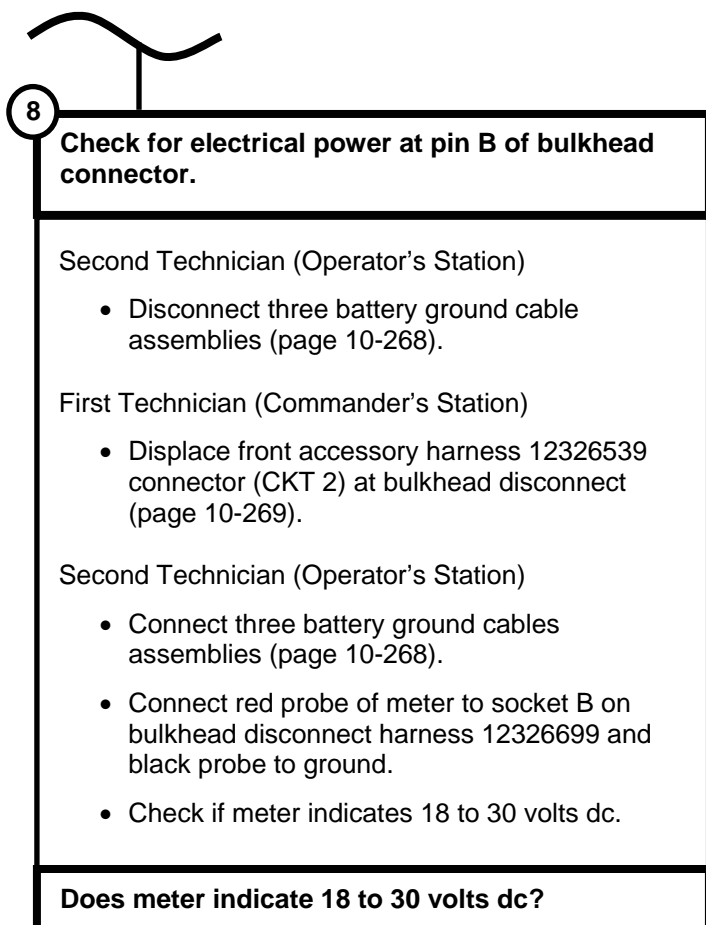 8
Check for electrical power at pin B of bulkhead
connector.
Second Technician (Operator’s Station)
• Disconnect three battery ground cable
assemblies (page 10-268).
First Technician (Commander’s Station)
• Displace front accessory harness 12326539
connector (CKT 2) at bulkhead disconnect
(page 10-269).
Second Technician (Operator’s Station)
• Connect three battery ground cables
assemblies (page 10-268).
• Connect red probe of meter to socket B on
bulkhead disconnect harness 12326699 and
black probe to ground.
• Check if meter indicates 18 to 30 volts dc.
Does meter indicate 18 to 30 volts dc?